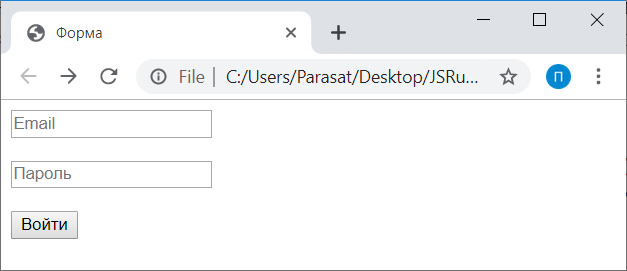 Форма
File | C:/Users/Parasat/Desktop/JSRu...
П
Email
Пароль
Войти